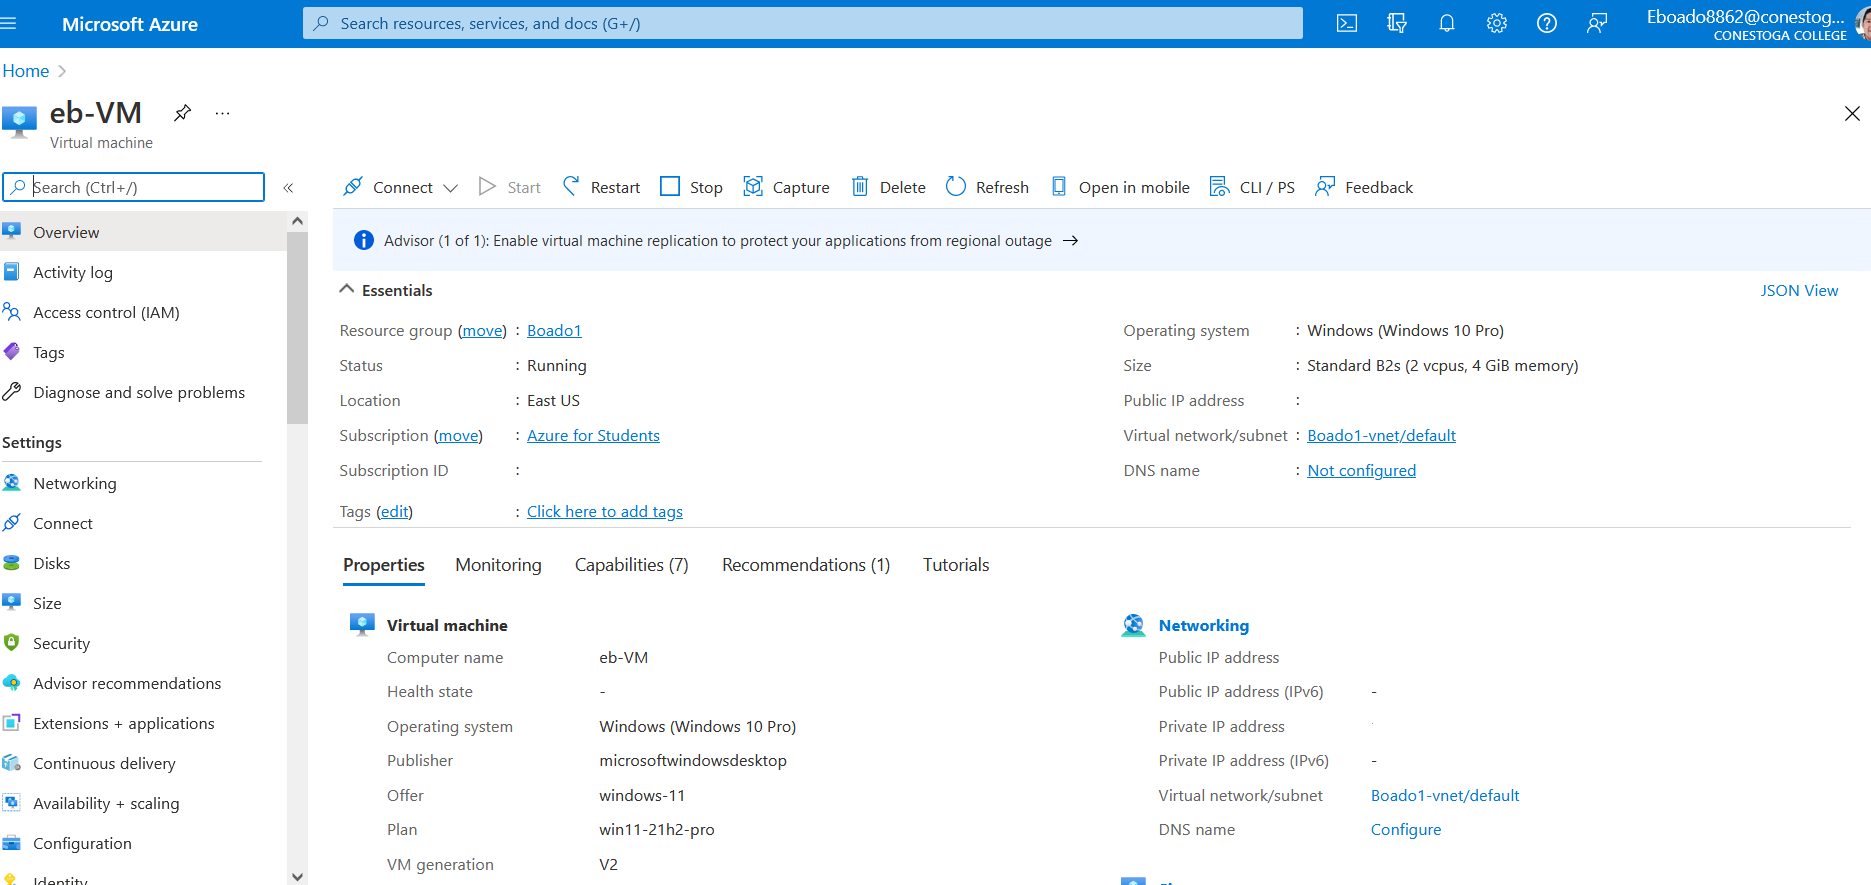 Microsoft Azure
Search resources, services, and docs (G+/)
Eboado8862@conestog...
CONESTOGA COLLEGE
Home
eb-VM
Virtual machine
Search (Ctrl+/)
Connect Start Restart Stop Capture Delete Refresh Open in mobile CLI / PS Feedback
Overview
Activity log
Access control (IAM)
Tags
Diagnose and solve problems
Settings
Networking
Connect
Disks
Size
Security
Advisor recommendations
Extensions + applications
Continuous delivery
Availability + scaling
Configuration
Identity
Advisor (1 of 1): Enable virtual machine replication to protect your applications from regional outage →
Essentials
JSON View
Resource group (move) : Boado1
Status : Running
Location : East US
Subscription (move) : Azure for Students
Subscription ID :
Tags (edit) : Click here to add tags
Operating system : Windows (Windows 10 Pro)
Size : Standard B2s (2 vcpus, 4 GiB memory)
Public IP address :
Virtual network/subnet : Boado1-vnet/default
DNS name : Not configured
Properties Monitoring Capabilities (7) Recommendations (1) Tutorials
Virtual machine
Computer name eb-VM
Health state -
Operating system Windows (Windows 10 Pro)
Publisher microsoftwindowsdesktop
Offer windows-11
Plan win11-21h2-pro
VM generation V2
Networking
Public IP address
Public IP address (IPv6) -
Private IP address
Private IP address (IPv6) -
Virtual network/subnet Boado1-vnet/default
DNS name Configure